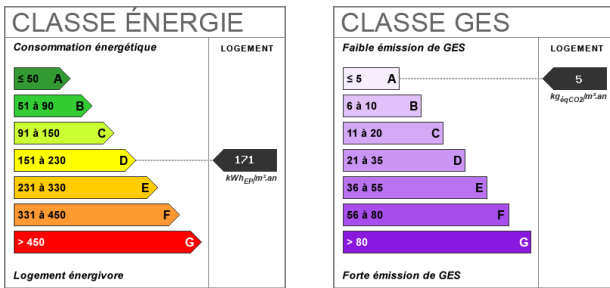 CLASSE ÉNERGIE
Consommation énergétique
LOGEMENT
≤ 50 A
51 à 90 B
91 à 150 C
151 à 230 D
171
kWhEP/m².an
231 à 330 E
331 à 450 F
> 450 G
Logement énergivore
CLASSE GES
Faible émission de GES
LOGEMENT
≤ 5 A
5
kgéqCO2/m².an
6 à 10 B
11 à 20 C
21 à 35 D
36 à 55 E
56 à 80 F
> 80 G
Forte émission de GES